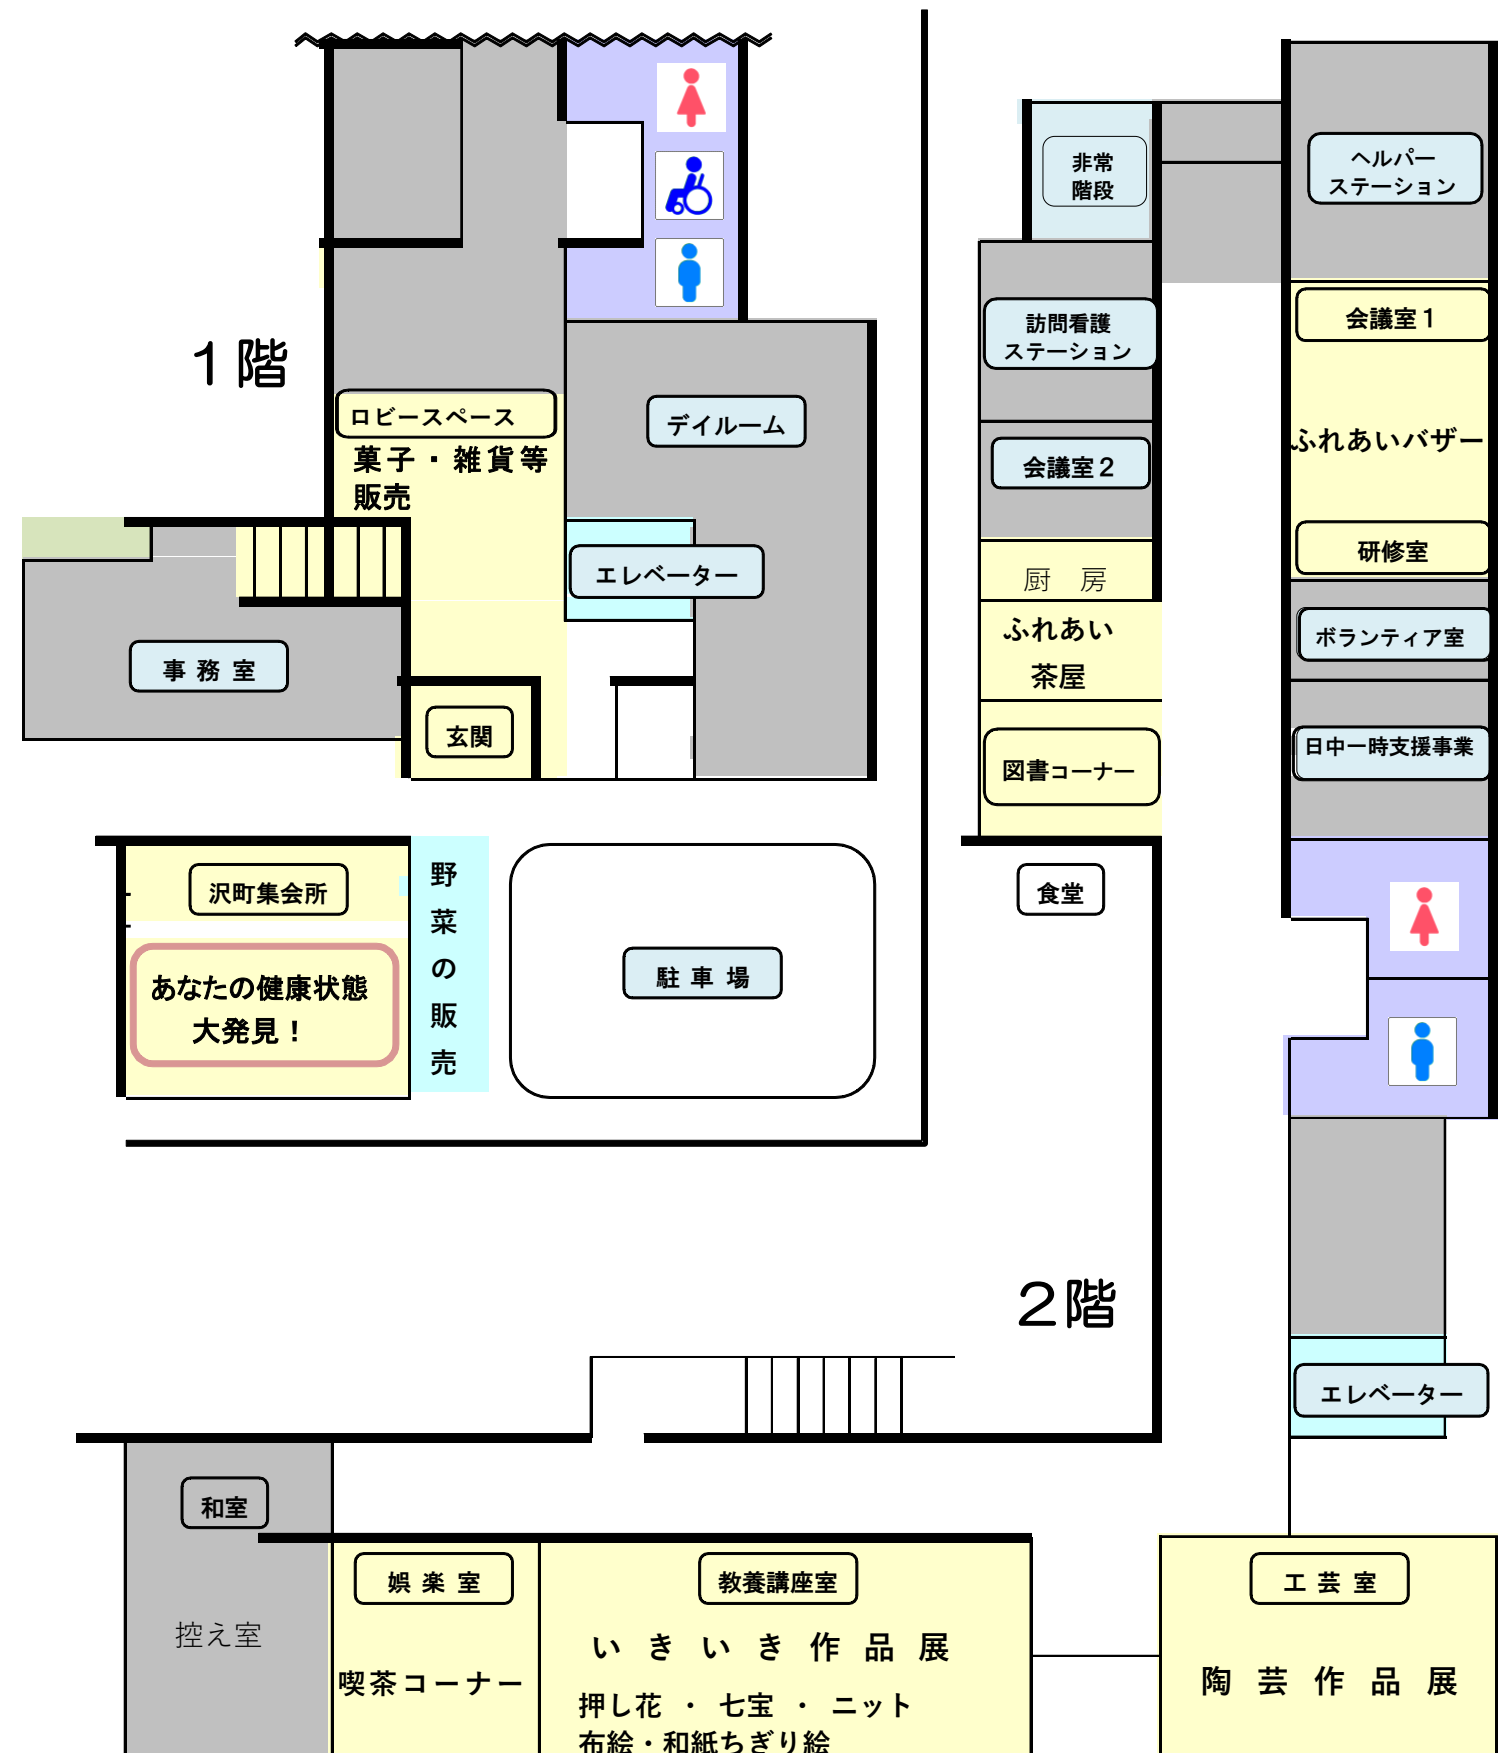 1階
ロビースペース
菓子・雑貨等
販売
デイルーム
エレベーター
事務室
玄関
沢町集会所
あなたの健康状態
大発見！
野菜の販売
駐車場
非常
階段
ヘルパー
ステーション
訪問看護
ステーション
会議室２
厨　房
ふれあい
茶屋
図書コーナー
食堂
会議室１
ふれあいバザー
研修室
ボランティア室
日中一時支援事業
2階
エレベーター
和室
控え室
娯楽室
喫茶コーナー
教養講座室
いきいき作品展
押し花 ・ 七宝 ・ ニット
布絵・和紙ちぎり絵
工芸室
陶芸作品展